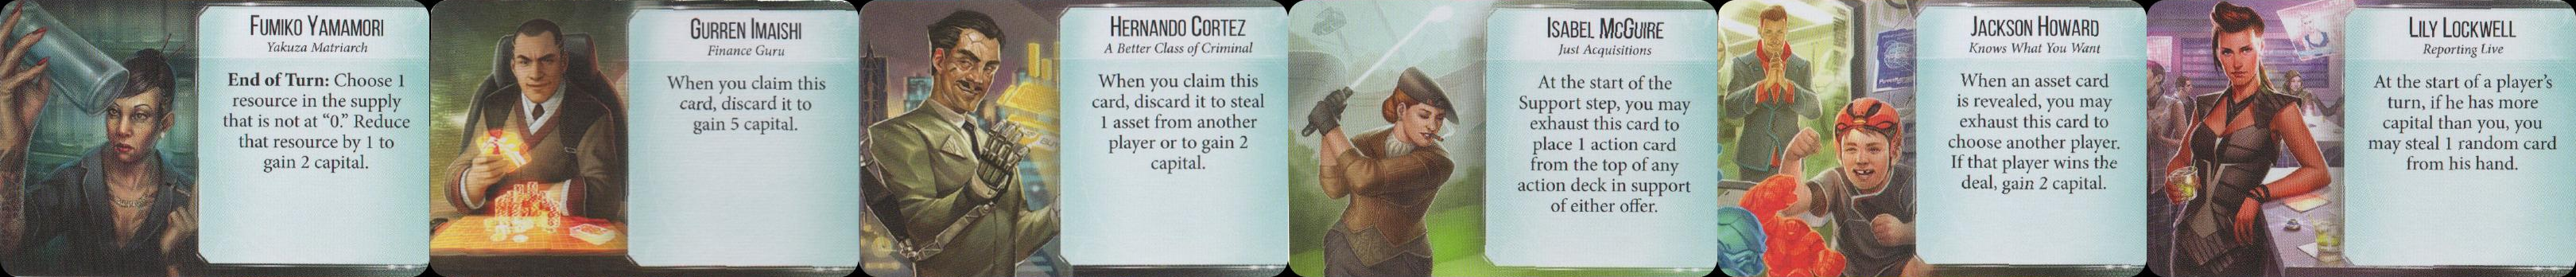 FUMIKO YAMAMORI
Yakuza Matriarch
End of Turn: Choose 1
resource in the supply
that is not at “0.” Reduce
that resource by 1 to
gain 2 capital.
GURREN IMAISHI
Finance Guru
When you claim this
card, discard it to
gain 5 capital.
HERNANDO CORTEZ
A Better Class of Criminal
When you claim this
card, discard it to steal
1 asset from another
player or to gain 2
capital.
ISABEL MCGUIRE
Just Acquisitions
At the start of the
Support step, you may
exhaust this card to
place 1 action card
from the top of any
action deck in support
of either offer.
JACKSON HOWARD
Knows What You Want
When an asset card
is revealed, you may
exhaust this card to
choose another player.
If that player wins the
deal, gain 2 capital.
LILY LOCKWELL
Reporting Live
At the start of a player’s
turn, if he has more
capital than you, you
may steal 1 random card
from his hand.